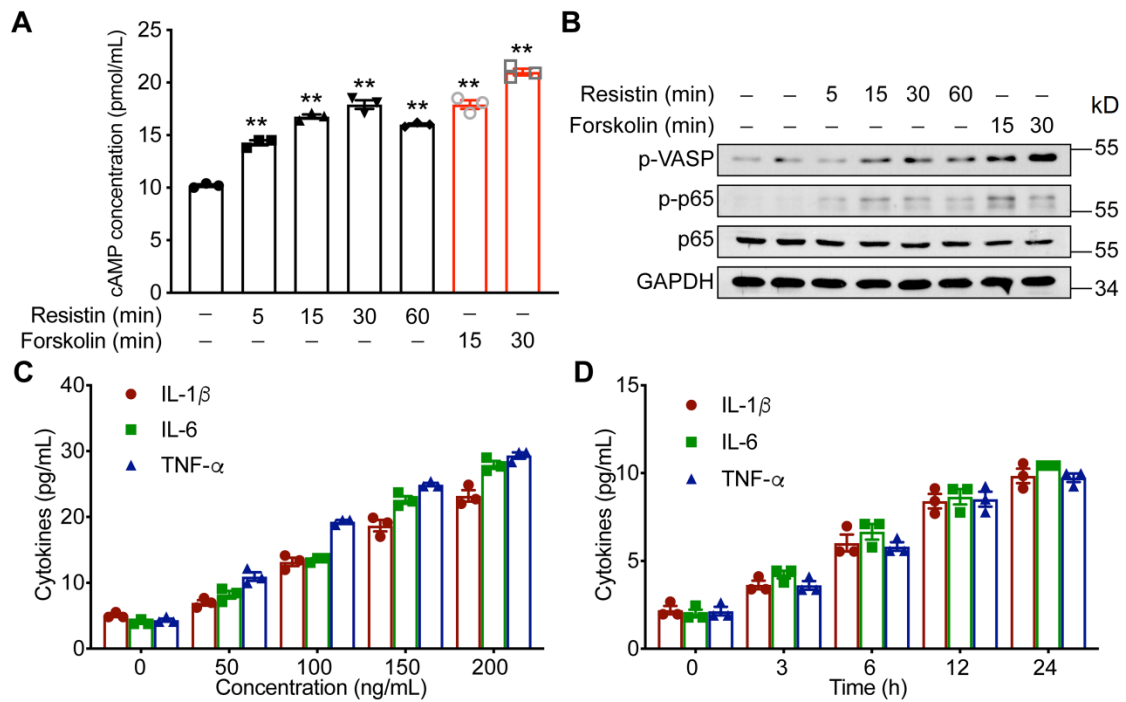 A
cAMP concentration (pmol/mL)
25
20
15
10
5
0
** ** ** ** ** **
Resistin (min) – 5 15 30 60 – –
Forskolin (min) – – – – – 15 30
B
Resistin (min) – – 5 15 30 60 – –
Forskolin (min) – – – – – – 15 30
kD
p-VASP 55
p-p65 55
p65 55
GAPDH 34
C
Cytokines (pg/mL)
40
30
20
10
0
IL-1β
IL-6
TNF-α
0 50 100 150 200
Concentration (ng/mL)
D
Cytokines (pg/mL)
15
10
5
0
IL-1β
IL-6
TNF-α
0 3 6 12 24
Time (h)